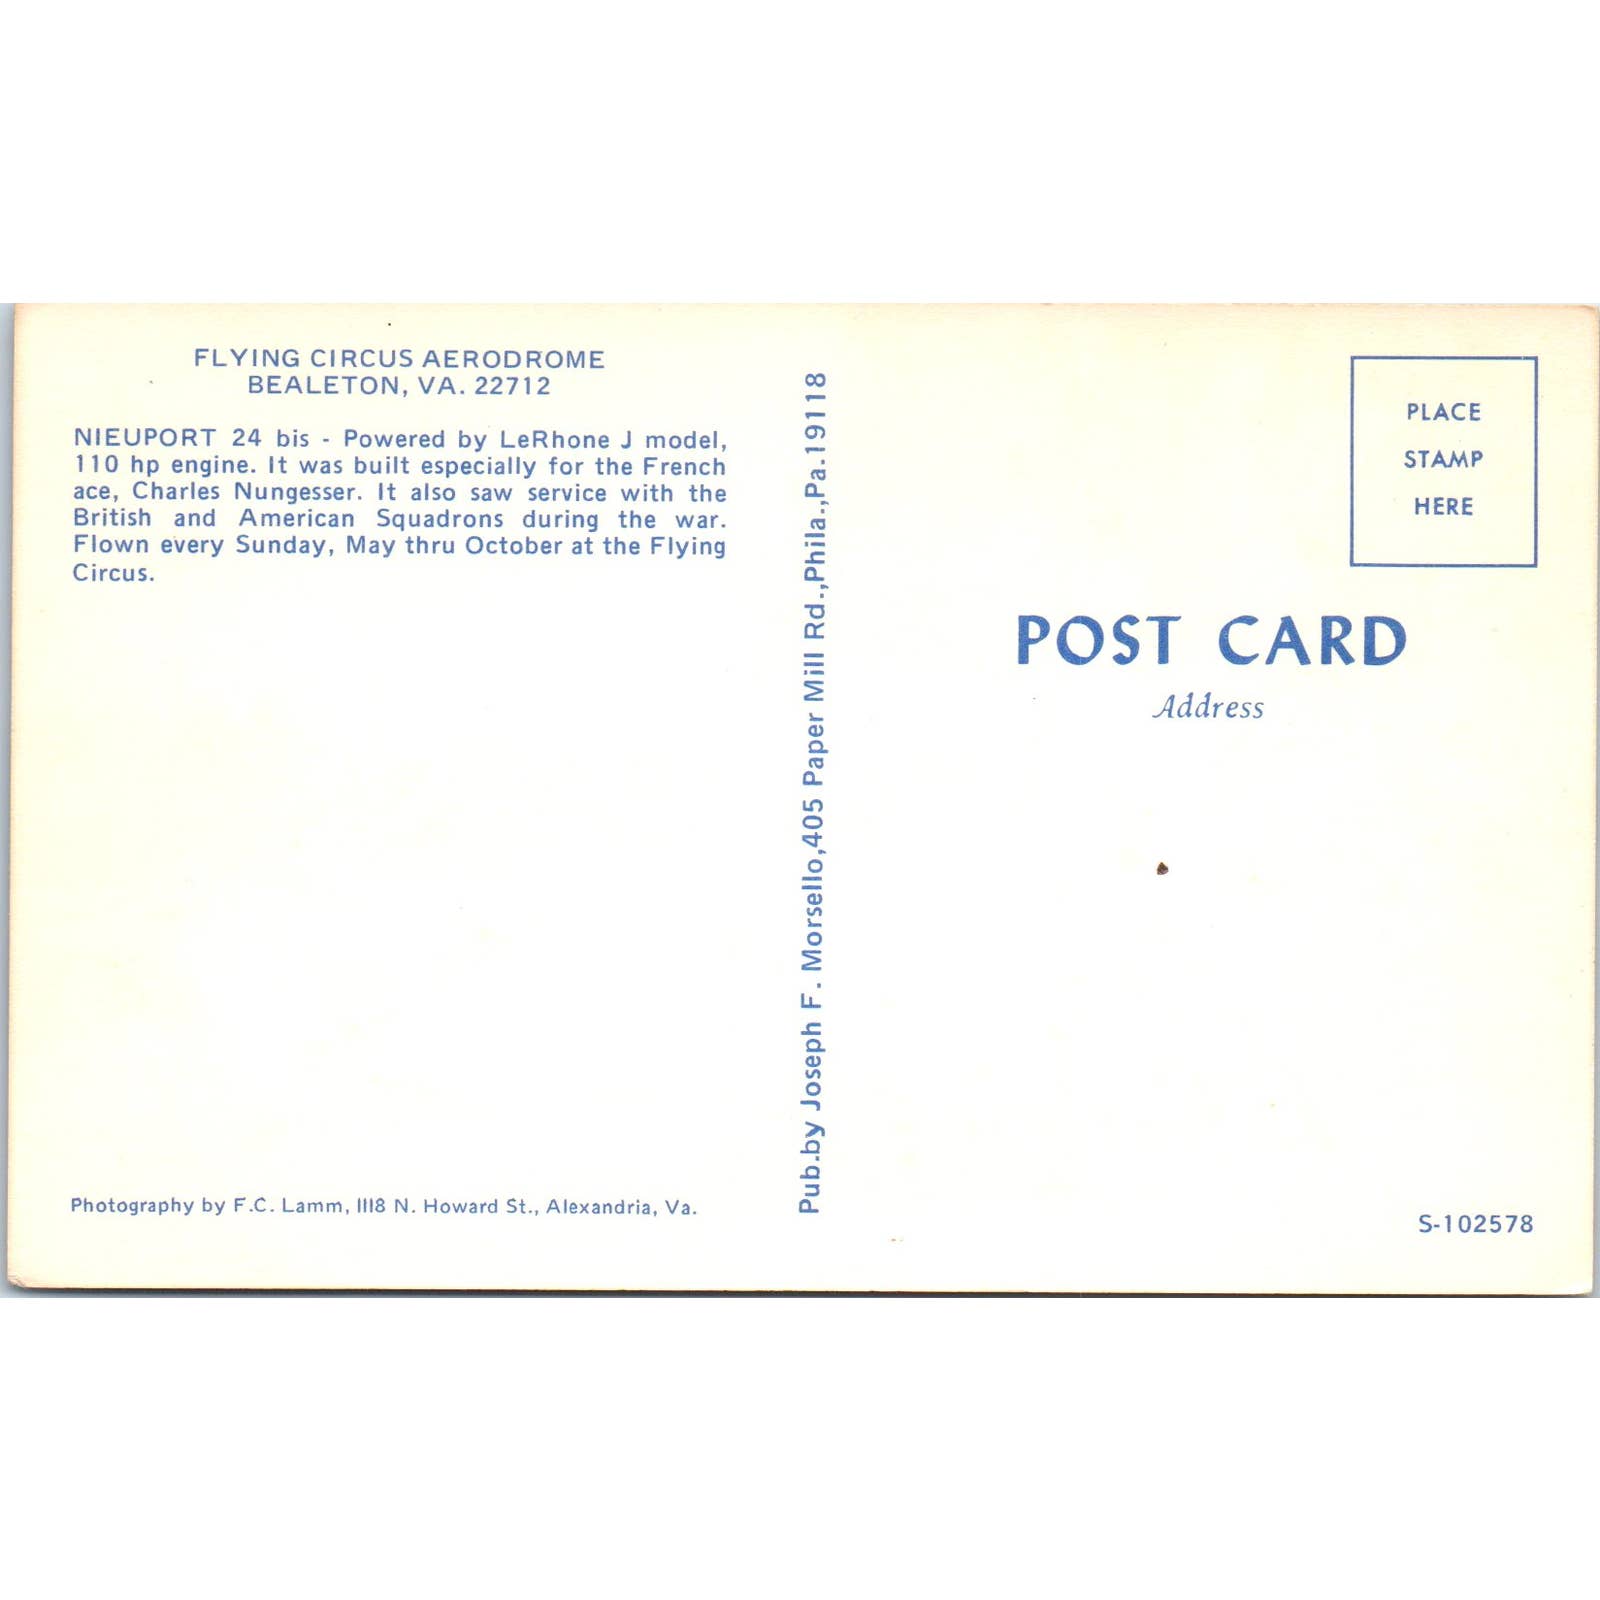 FLYING CIRCUS AERODROME
BEALETON, VA. 22712
NIEUPORT 24 bis - Powered by LeRhone J model,
110 hp engine. It was built especially for the French
ace, Charles Nungesser. It also saw service with the
British and American Squadrons during the war.
Flown every Sunday, May thru October at the Flying
Circus.
Photography by F.C. Lamm, 1118 N. Howard St., Alexandria, Va.
Pub.by Joseph F. Morsello,405 Paper Mill Rd.,Phila.,Pa.19118
PLACE
STAMP
HERE
POST CARD
Address
S-102578